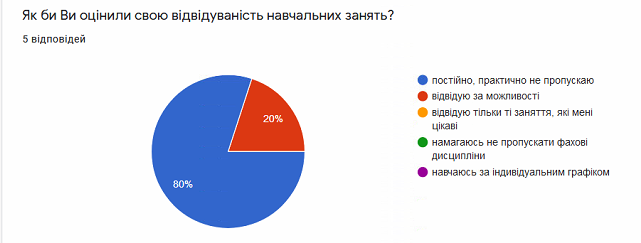 Як би Ви оцінили свою відвідуваність навчальних занять?
5 відповідей
20%
80%
постійно, практично не пропускаю
відвідую за можливості
відвідую тільки ті заняття, які мені
цікаві
намагаюсь не пропускати фахові
дисципліни
навчаюсь за індивідуальним графіком